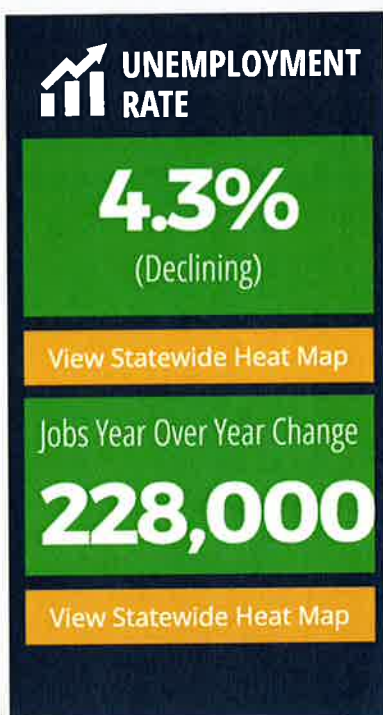 UNEMPLOYMENT
RATE
4.3%
(Declining)
View Statewide Heat Map
Jobs Year Over Year Change
228,000
View Statewide Heat Map